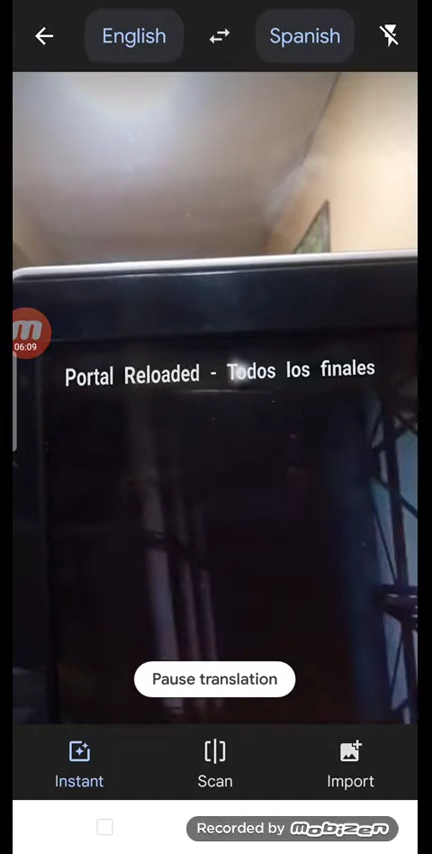 English
Spanish
06:09
Portal Reloaded - Todos los finales
Pause translation
Instant
Scan
Import
Recorded by mobizen